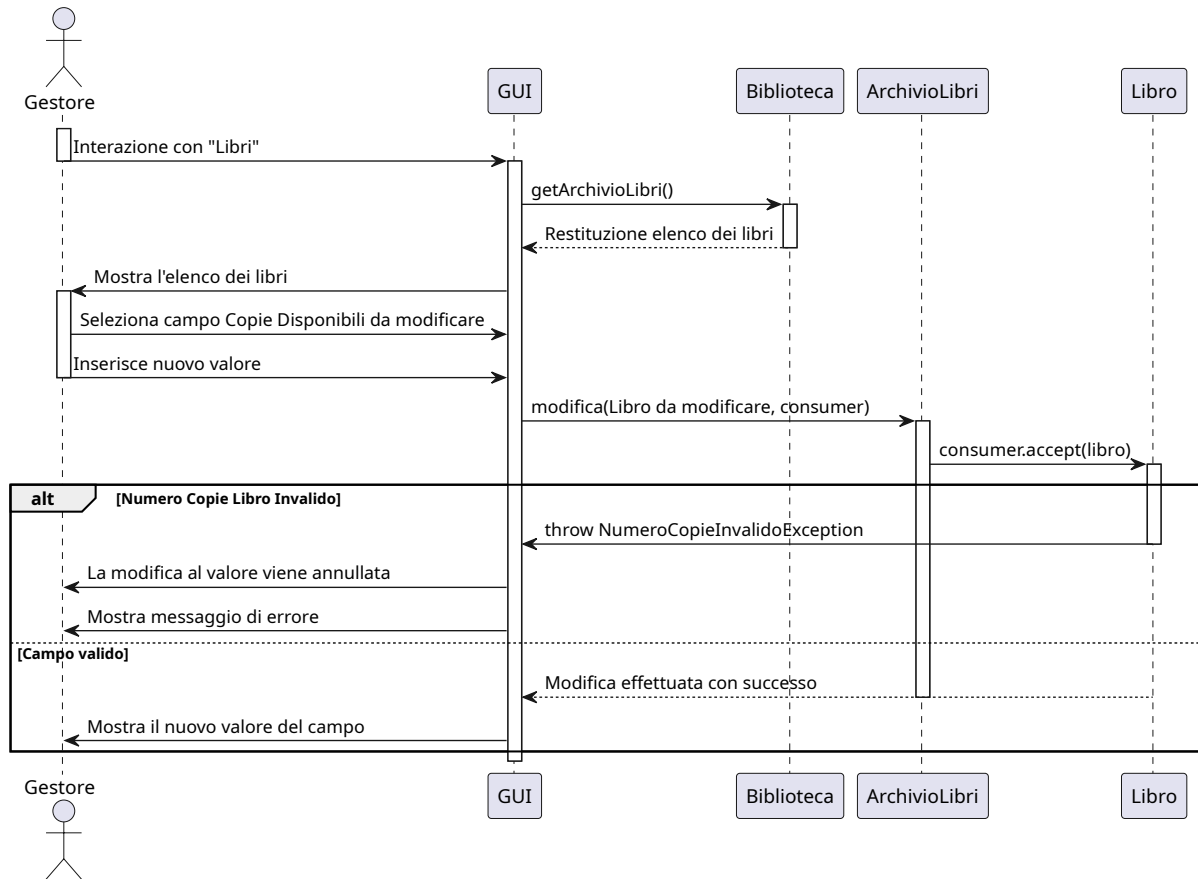 Gestore
GUI
Biblioteca
ArchivioLibri
Libro
Interazione con "Libri"
getArchivioLibri()
Restituzione elenco dei libri
Mostra l'elenco dei libri
Seleziona campo Copie Disponibili da modificare
Inserisce nuovo valore
modifica(Libro da modificare, consumer)
consumer.accept(libro)
alt
[Numero Copie Libro Invalido]
throw NumeroCopieInvalidoException
La modifica al valore viene annullata
Mostra messaggio di errore
[Campo valido]
Modifica effettuata con successo
Mostra il nuovo valore del campo
Gestore
GUI
Biblioteca
ArchivioLibri
Libro